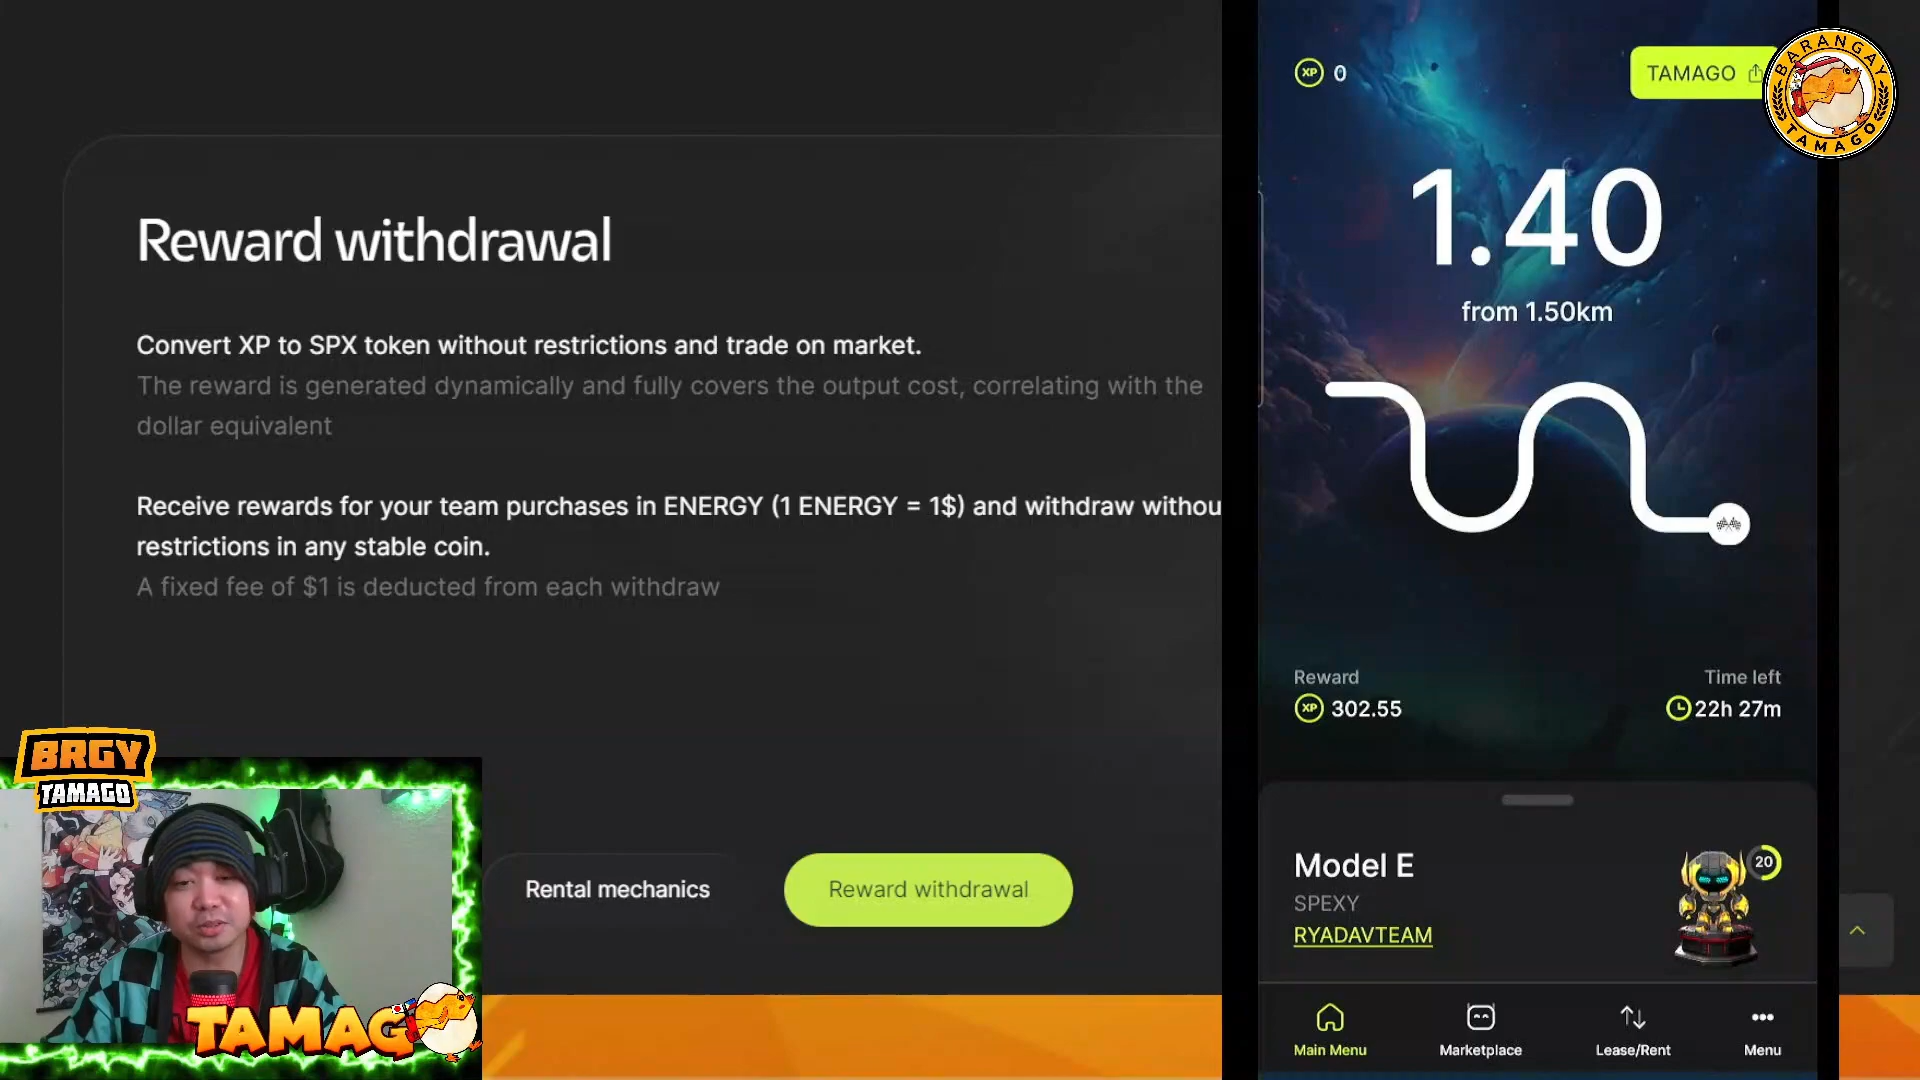 Reward withdrawal
Convert XP to SPX token without restrictions and trade on market.
The reward is generated dynamically and fully covers the output cost, correlating with the
dollar equivalent
Receive rewards for your team purchases in ENERGY (1 ENERGY = 1$) and withdraw withou
restrictions in any stable coin.
A fixed fee of $1 is deducted from each withdraw
Rental mechanics
Reward withdrawal
XP 0
TAMAGO
BARANGAY
TAMAGO
1.40
from 1.50km
Reward
XP 302.55
Time left
22h 27m
Model E
20
SPEXY
RYADAVTEAM
Main Menu
Marketplace
Lease/Rent
Menu
BRGY
TAMAGO
TAMAGO